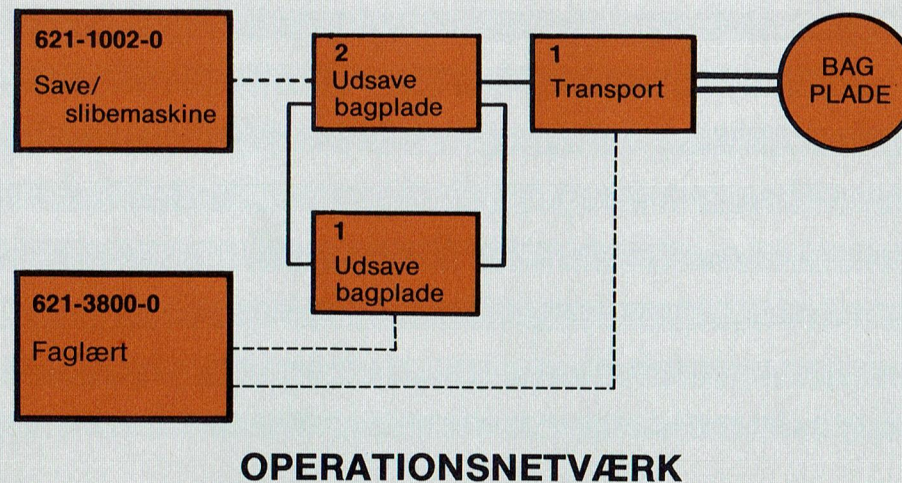 621-1002-0
Save/
slibemaskine
2
Udsave
bagplade
1
Transport
BAG
PLADE
1
Udsave
bagplade
621-3800-0
Faglært
OPERATIONSNETVÆRK